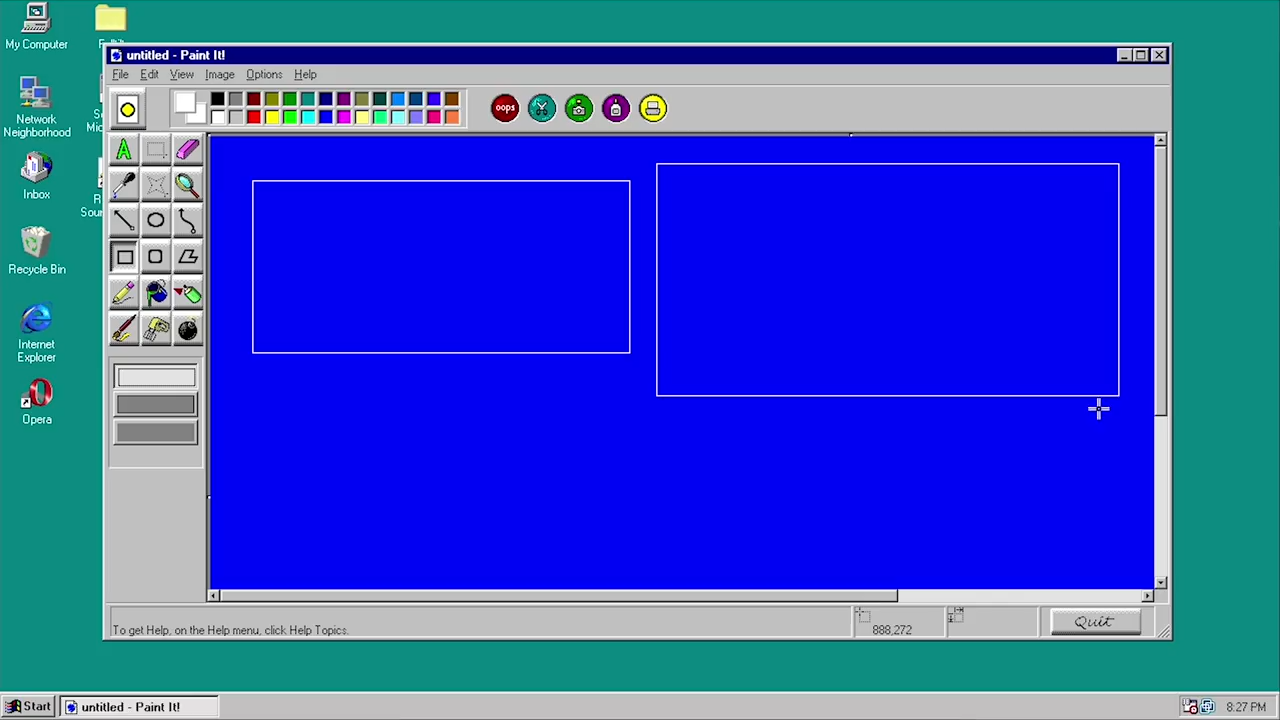 My Computer
untitled - Paint It!
File Edit View Image Options Help
oops
Network
Neighborhood
Inbox
Recycle Bin
Internet
Explorer
Opera
To get Help, on the Help menu, click Help Topics.
888,272
Quit
Start
untitled - Paint It!
8:27 PM